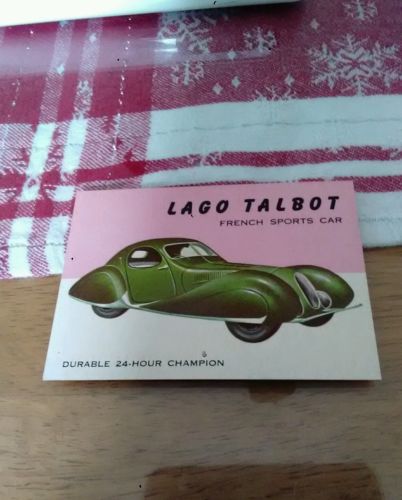 LAGO TALBOT
FRENCH SPORTS CAR
DURABLE 24-HOUR CHAMPION